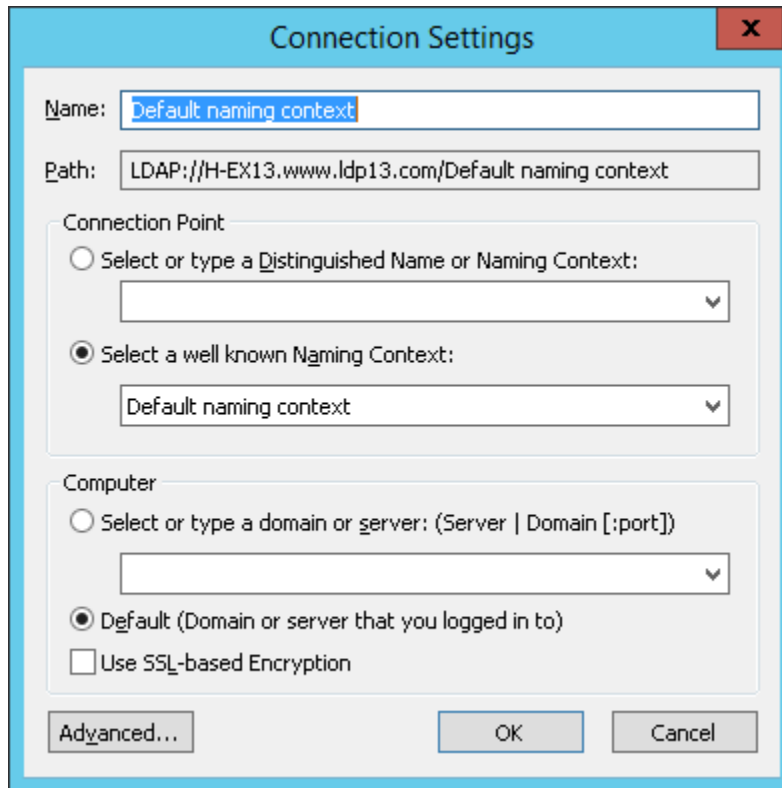 Connection Settings
x
Name: Default naming context
Path: LDAP://H-EX13.www.ldp13.com/Default naming context
Connection Point
Select or type a Distinguished Name or Naming Context:
Select a well known Naming Context:
Default naming context
Computer
Select or type a domain or server: (Server | Domain [:port])
Default (Domain or server that you logged in to)
Use SSL-based Encryption
Advanced... OK Cancel